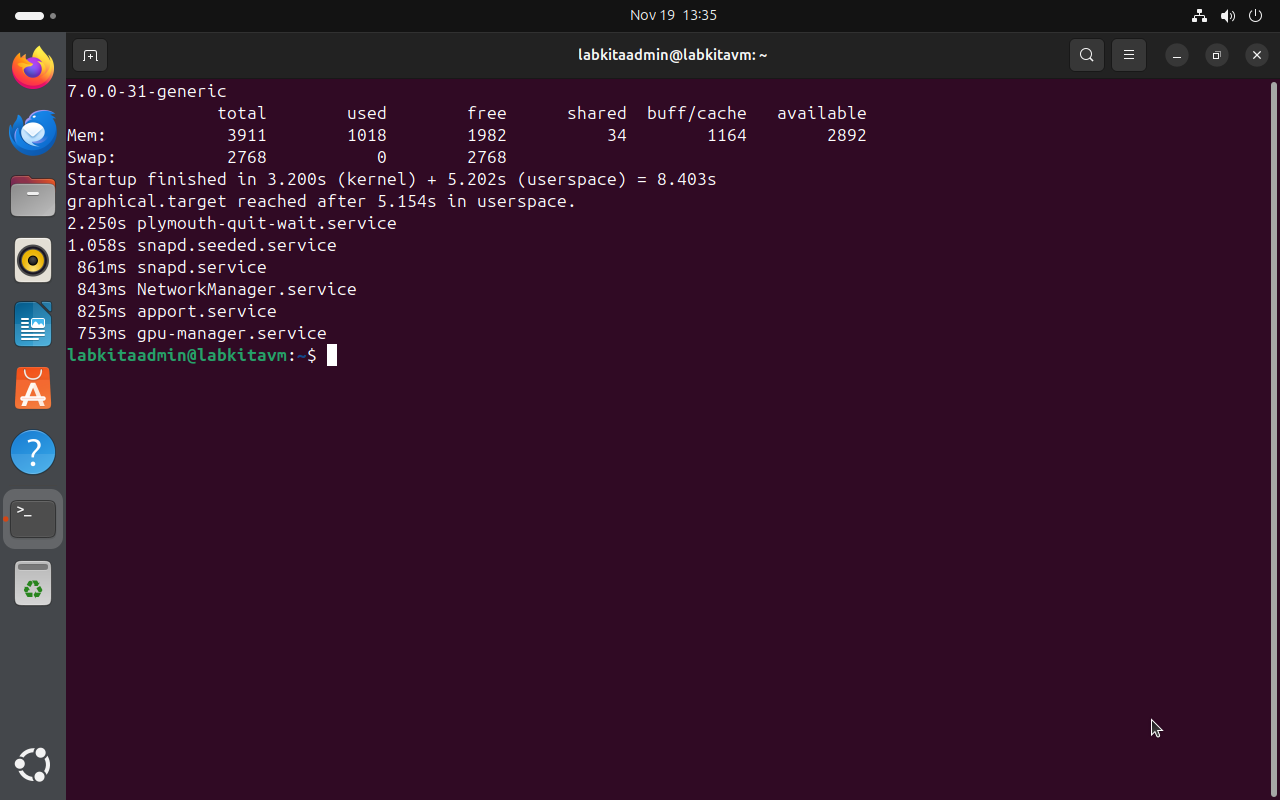 Nov 19 13:35
labkitaadmin@labkitavm: ~
7.0.0-31-generic
total used free shared buff/cache available
Mem: 3911 1018 1982 34 1164 2892
Swap: 2768 0 2768
Startup finished in 3.200s (kernel) + 5.202s (userspace) = 8.403s
graphical.target reached after 5.154s in userspace.
2.250s plymouth-quit-wait.service
1.058s snapd.seeded.service
861ms snapd.service
843ms NetworkManager.service
825ms apport.service
753ms gpu-manager.service
labkitaadmin@labkitavm:~$